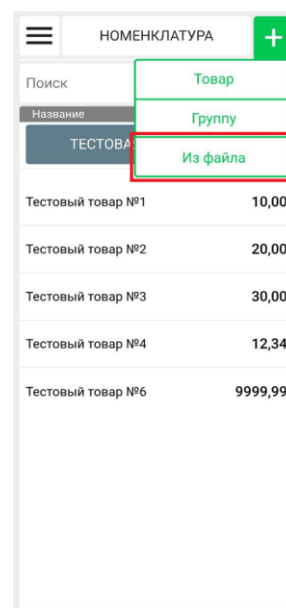 НОМЕНКЛАТУРА +
Поиск
Товар
Название
Группу
ТЕСТОВА
Из файла
Тестовый товар №1 10,00
Тестовый товар №2 20,00
Тестовый товар №3 30,00
Тестовый товар №4 12,34
Тестовый товар №6 9999,99